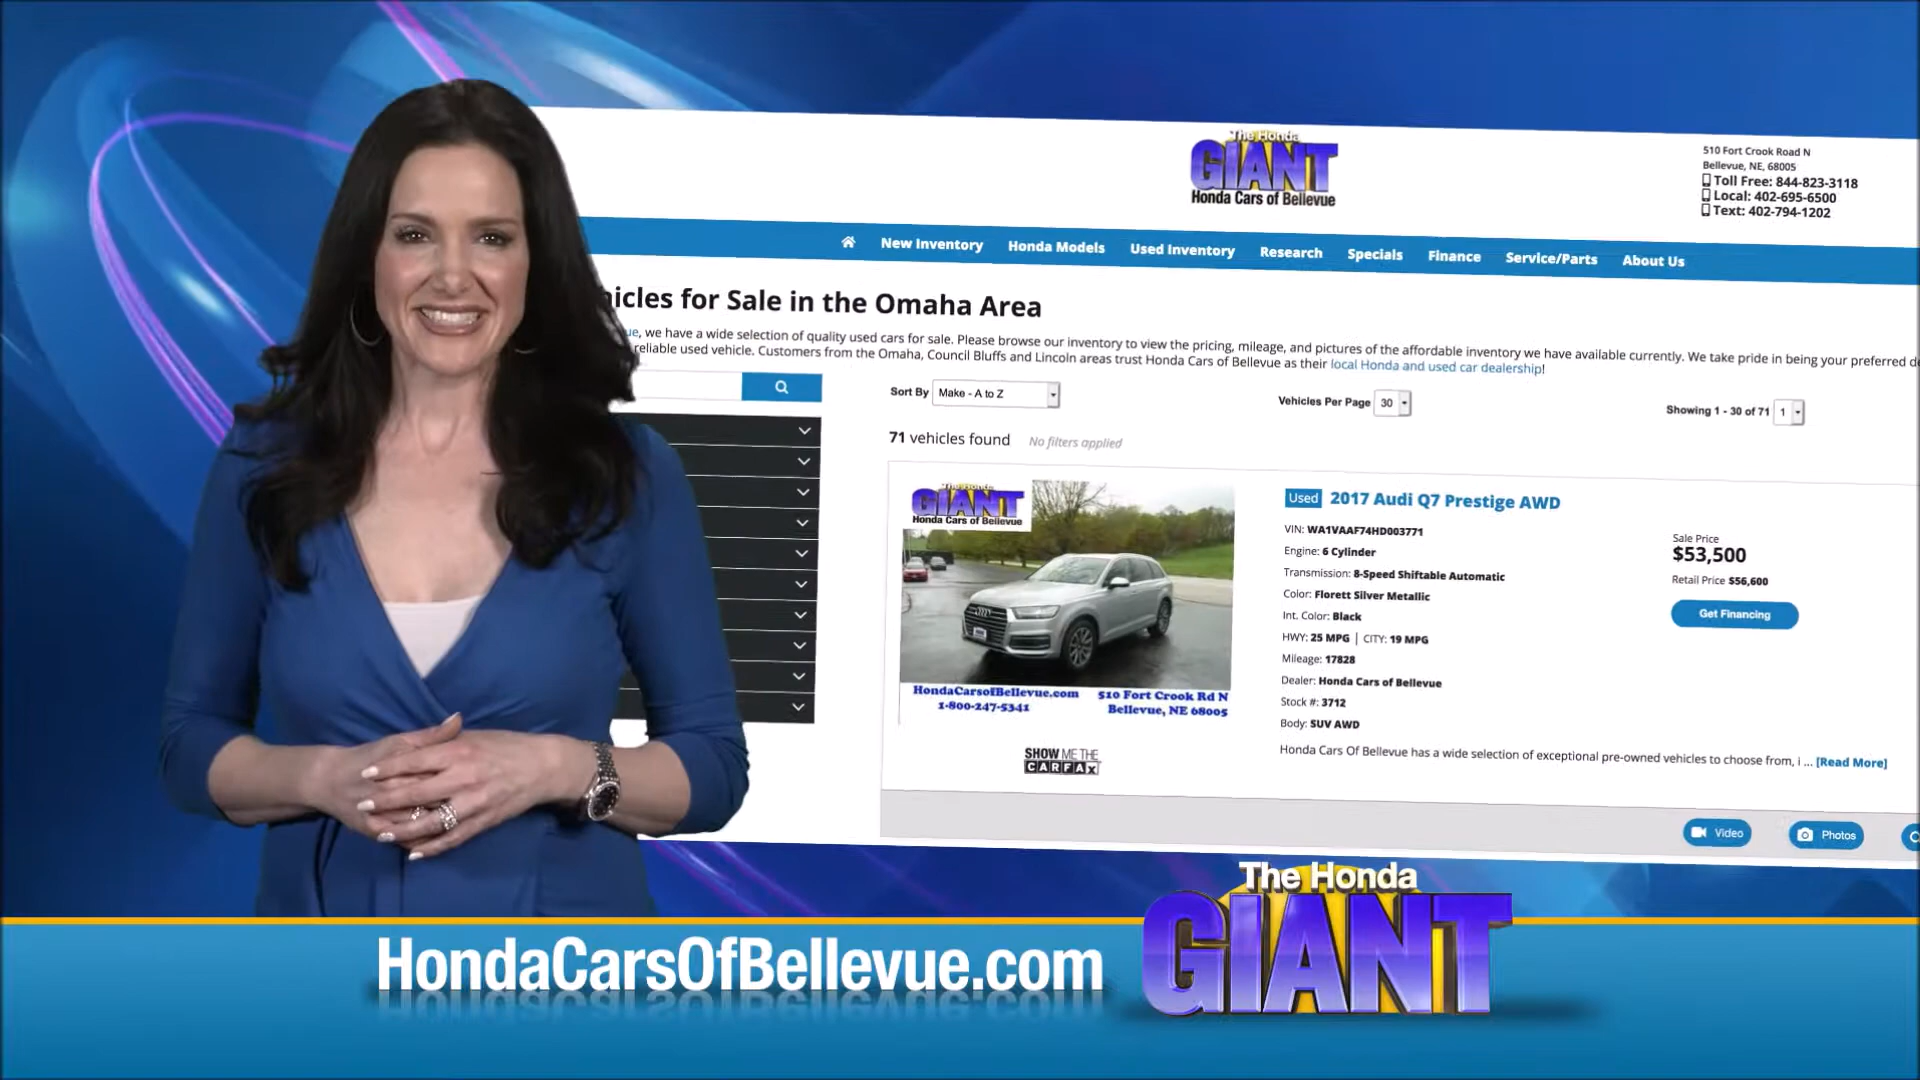 The Honda
GIANT
Honda Cars of Bellevue
510 Fort Crook Road N
Bellevue, NE, 68005
Toll Free: 844-823-3118
Local: 402-695-6500
Text: 402-794-1202
New Inventory Honda Models Used Inventory Research Specials Finance Service/Parts About Us
for Sale in the Omaha Area
we have a wide selection of quality used cars for sale. Please browse our inventory to view the pricing, mileage, and pictures of the affordable inventory we have available currently. We take pride in being your preferred
reliable used vehicle. Customers from the Omaha, Council Bluffs and Lincoln areas trust Honda Cars of Bellevue as their local Honda and used car dealership!
Sort By Make - A to Z
Vehicles Per Page 30
Showing 1 - 30 of 71 1
71 vehicles found No filters applied
The Honda
GIANT
Honda Cars of Bellevue
HondaCarsofBellevue.com
1-800-247-5341
510 Fort Crook Rd N
Bellevue, NE 68005
SHOW ME THE
CARFAX
Used 2017 Audi Q7 Prestige AWD
VIN: WA1VAAF74HD003771
Engine: 6 Cylinder
Transmission: 8-Speed Shiftable Automatic
Color: Florett Silver Metallic
Int. Color: Black
HWY: 25 MPG | CITY: 19 MPG
Mileage: 17828
Dealer: Honda Cars of Bellevue
Stock #: 3712
Body: SUV AWD
Honda Cars Of Bellevue has a wide selection of exceptional pre-owned vehicles to choose from, i ... [Read More]
Sale Price
$53,500
Retail Price $56,600
Get Financing
Video
Photos
HondaCarsOfBellevue.com
The Honda
GIANT